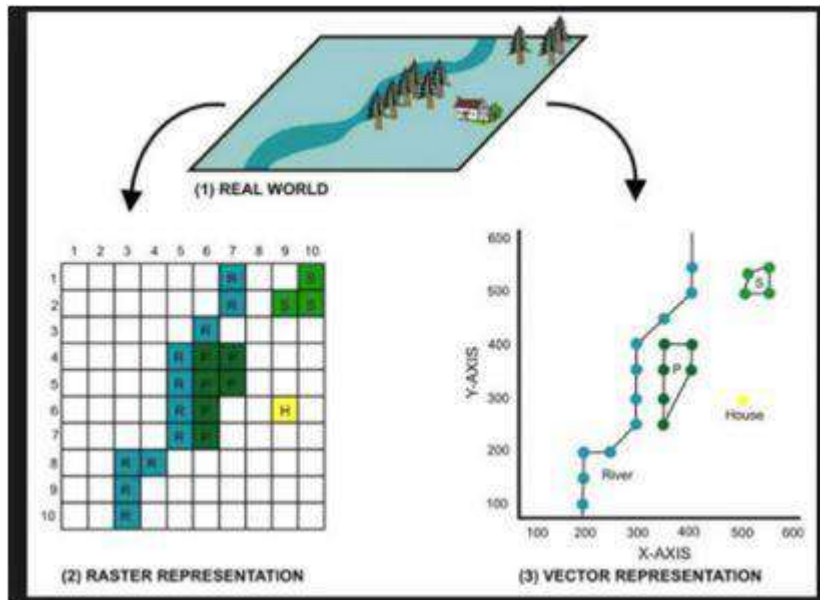 (1) REAL WORLD
1 2 3 4 5 6 7 8 9 10
1 R S
2 R S S
3 R
4 R P P
5 R P P
6 R P H
7 R P
8 R R
9 R
10 R
(2) RASTER REPRESENTATION
600
500
400
300
200
100
Y-AXIS
S
P
House
River
100 200 300 400 500 600
X-AXIS
(3) VECTOR REPRESENTATION